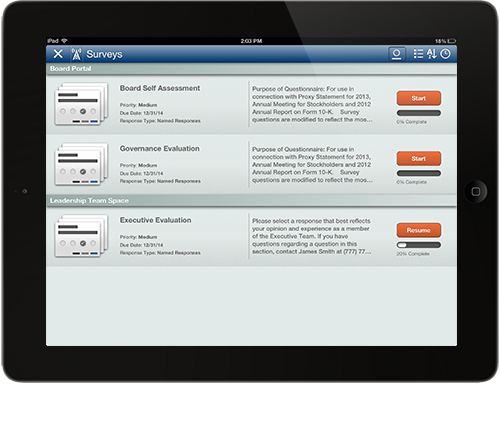 iPad 2:03 PM 18%
Surveys
Board Portal
Board Self Assessment
Priority: Medium
Due Date: 12/31/14
Response Type: Named Responses
Purpose of Questionnaire: For use in
connection with Proxy Statement for 2013,
Annual Meeting for Stockholders and 2012
Annual Report on Form 10-K. Survey
questions are modified to reflect the mos...
Start
0% Complete
Governance Evaluation
Priority: Medium
Due Date: 12/31/14
Response Type: Named Responses
Purpose of Questionnaire: For use in
connection with Proxy Statement for 2013,
Annual Meeting for Stockholders and 2012
Annual Report on Form 10-K. Survey
questions are modified to reflect the mos...
Start
0% Complete
Leadership Team Space
Executive Evaluation
Priority: Medium
Due Date: 12/31/14
Response Type: Named Responses
Please select a response that best reflects
your opinion and experience as a member
of the Executive Team. If you have
questions regarding a question in this
section, contact James Smith at (777) 77...
Resume
20% Complete